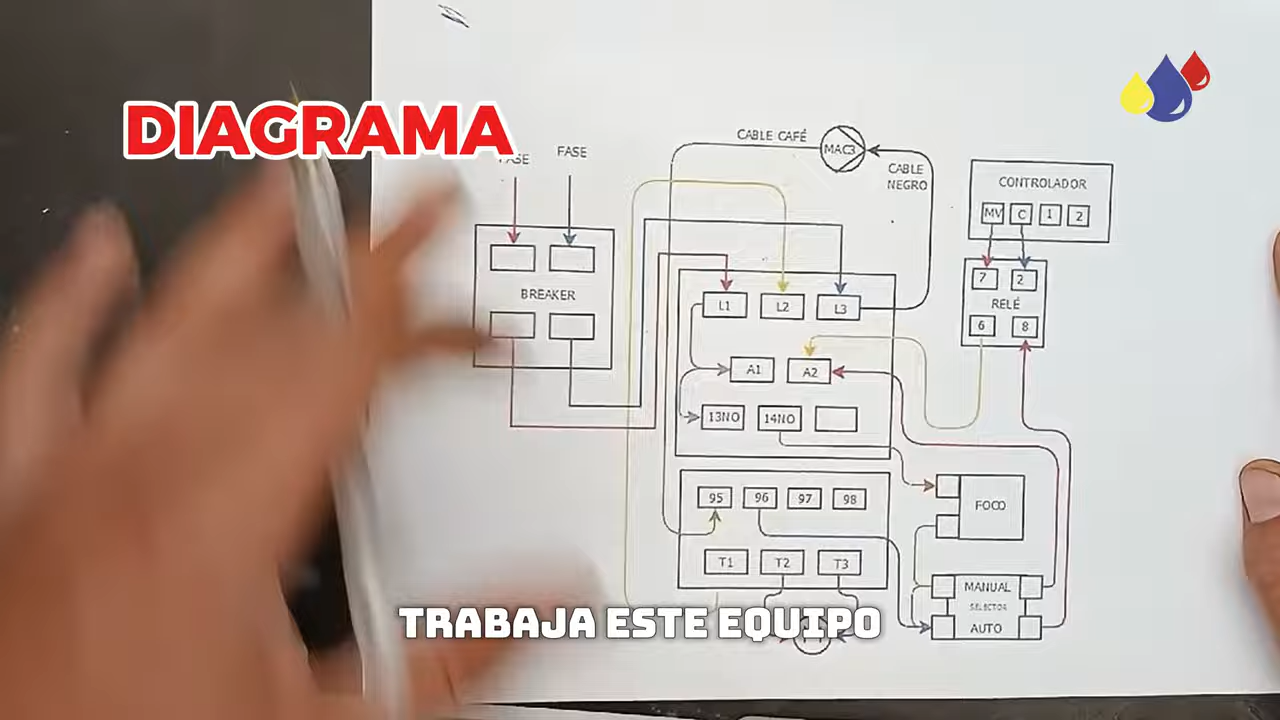 DIAGRAMA
FASE
FASE
CABLE CAFÉ
MAC3
CABLE
NEGRO
CONTROLADOR
MV C 1 2
7 2
RELÉ
6 8
BREAKER
L1 L2 L3
A1 A2
13NO 14NO
95 96 97 98
FOCO
T1 T2 T3
MANUAL
SELECTOR
AUTO
TRABAJA ESTE EQUIPO